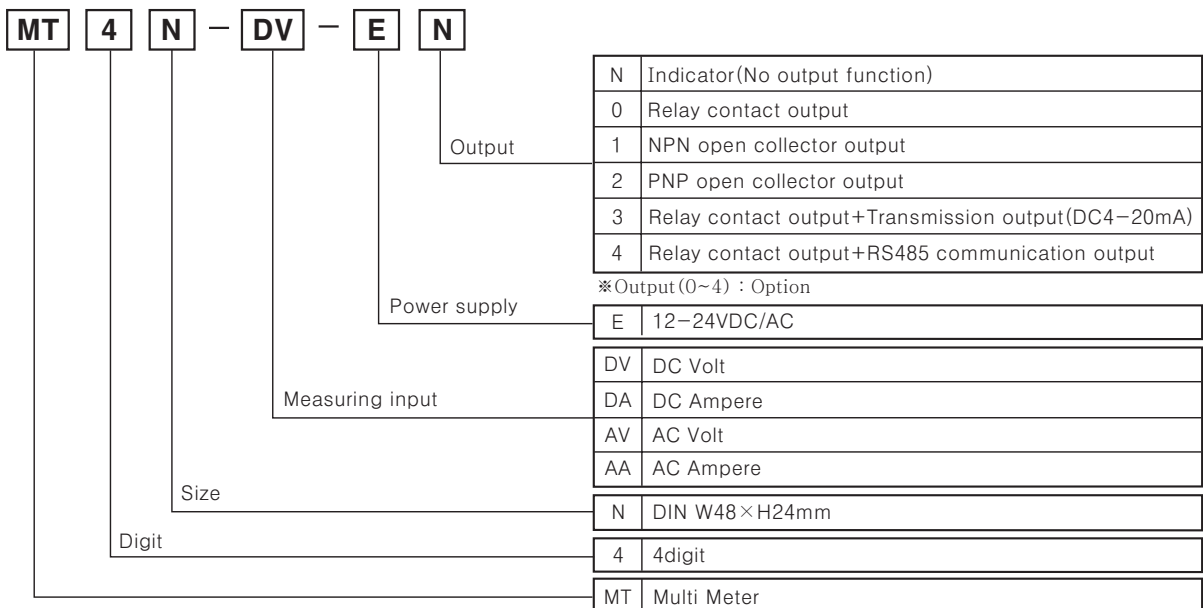 MT 4 N - DV - E N
N Indicator(No output function)
0 Relay contact output
Output
1 NPN open collector output
2 PNP open collector output
3 Relay contact output+Transmission output(DC4-20mA)
4 Relay contact output+RS485 communication output
※Output(0~4) : Option
Power supply
E 12-24VDC/AC
DV DC Volt
Measuring input
DA DC Ampere
AV AC Volt
AA AC Ampere
Size
N DIN W48×H24mm
Digit
4 4digit
MT Multi Meter